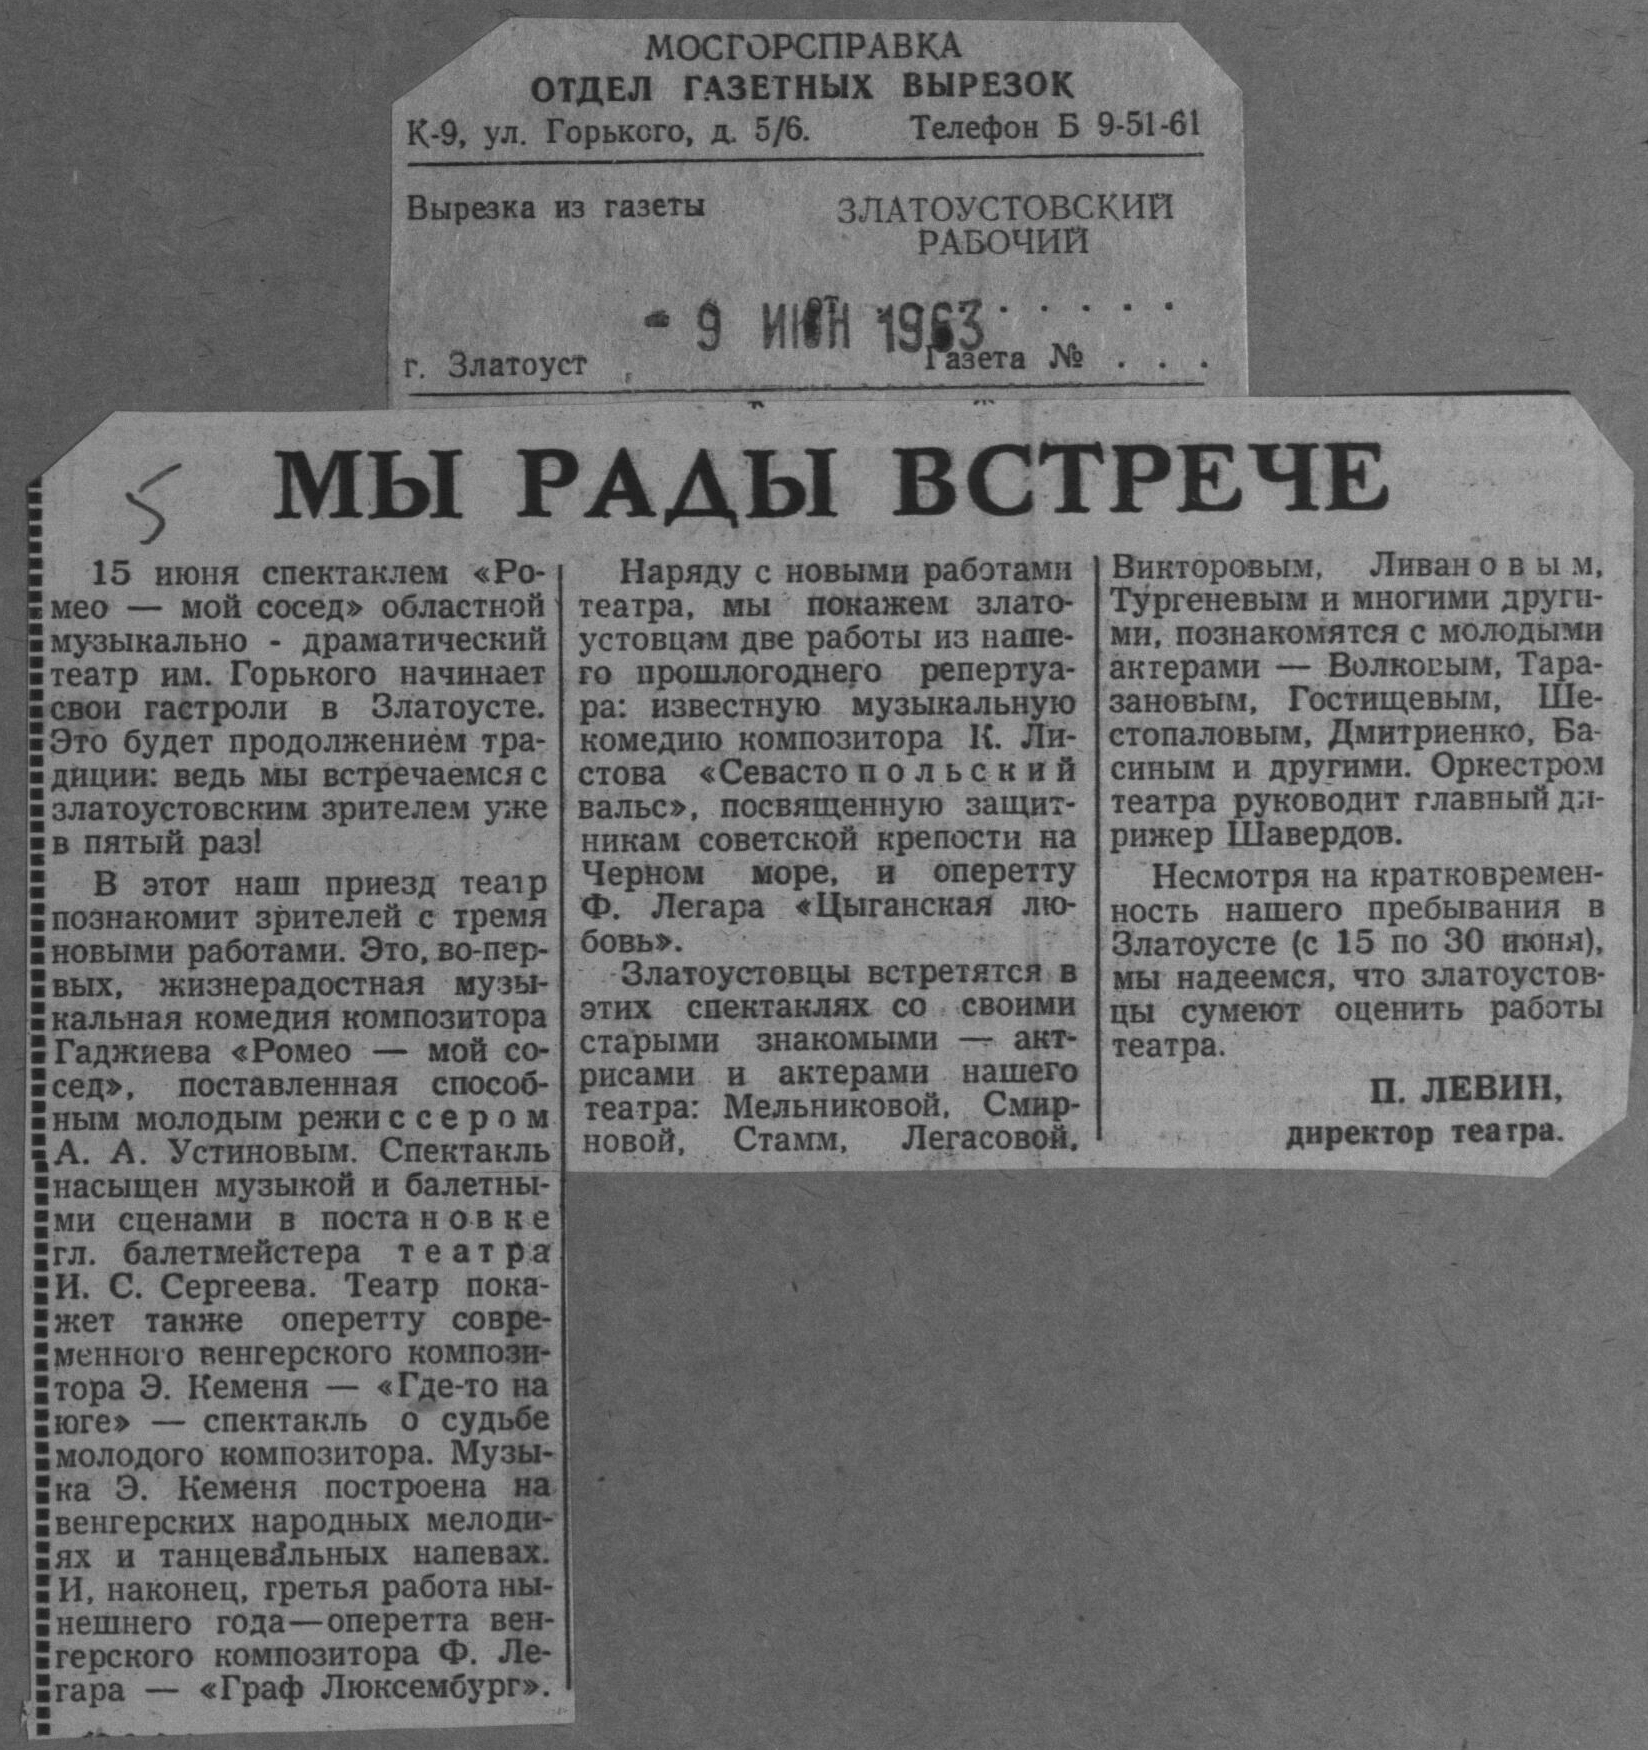 МОСГОРСПРАВКА
ОТДЕЛ ГАЗЕТНЫХ ВЫРЕЗОК
К-9, ул. Горького, д. 5/6. Телефон Б 9-51-61
Вырезка из газеты ЗЛАТОУСТОВСКИЙ
РАБОЧИЙ
- 9 ИЮН 1963
г. Златоуст Газета № . . .
МЫ РАДЫ ВСТРЕЧЕ
5
15 июня спектаклем «Ро-
мео — мой сосед» областной
музыкально - драматический
театр им. Горького начинает
свои гастроли в Златоусте.
Это будет продолжением тра-
диции: ведь мы встречаемся с
златоустовским зрителем уже
в пятый раз!
В этот наш приезд театр
познакомит зрителей с тремя
новыми работами. Это, во-пер-
вых, жизнерадостная музы-
кальная комедия композитора
Гаджиева «Ромео — мой со-
сед», поставленная способ-
ным молодым режиссером
А. А. Устиновым. Спектакль
насыщен музыкой и балетны-
ми сценами в постановке
гл. балетмейстера театра
И. С. Сергеева. Театр пока-
жет также оперетту совре-
менного венгерского компози-
тора Э. Кеменя — «Где-то на
юге» — спектакль о судьбе
молодого композитора. Музы-
ка Э. Кеменя построена на
венгерских народных мелоди-
ях и танцевальных напевах.
И, наконец, третья работа ны-
нешнего года—оперетта вен-
герского композитора Ф. Ле-
гара — «Граф Люксембург».
Наряду с новыми работами
театра, мы покажем злато-
устовцам две работы из наше-
го прошлогоднего репертуа-
ра: известную музыкальную
комедию композитора К. Ли-
стова «Севастопольский
вальс», посвященную защит-
никам советской крепости на
Черном море, и оперетту
Ф. Легара «Цыганская лю-
бовь».
Златоустовцы встретятся в
этих спектаклях со своими
старыми знакомыми — акт-
рисами и актерами нашего
театра: Мельниковой, Смир-
новой, Стамм, Легасовой,
Викторовым, Ливановым,
Тургеневым и многими други-
ми, познакомятся с молодыми
актерами — Волковым, Тара-
зановым, Гостищевым, Ше-
стопаловым, Дмитриенко, Ба-
синым и другими. Оркестром
театра руководит главный ди-
рижер Шавердов.
Несмотря на кратковремен-
ность нашего пребывания в
Златоусте (с 15 по 30 июня),
мы надеемся, что златоустов-
цы сумеют оценить работы
театра.
П. ЛЕВИН,
директор театра.